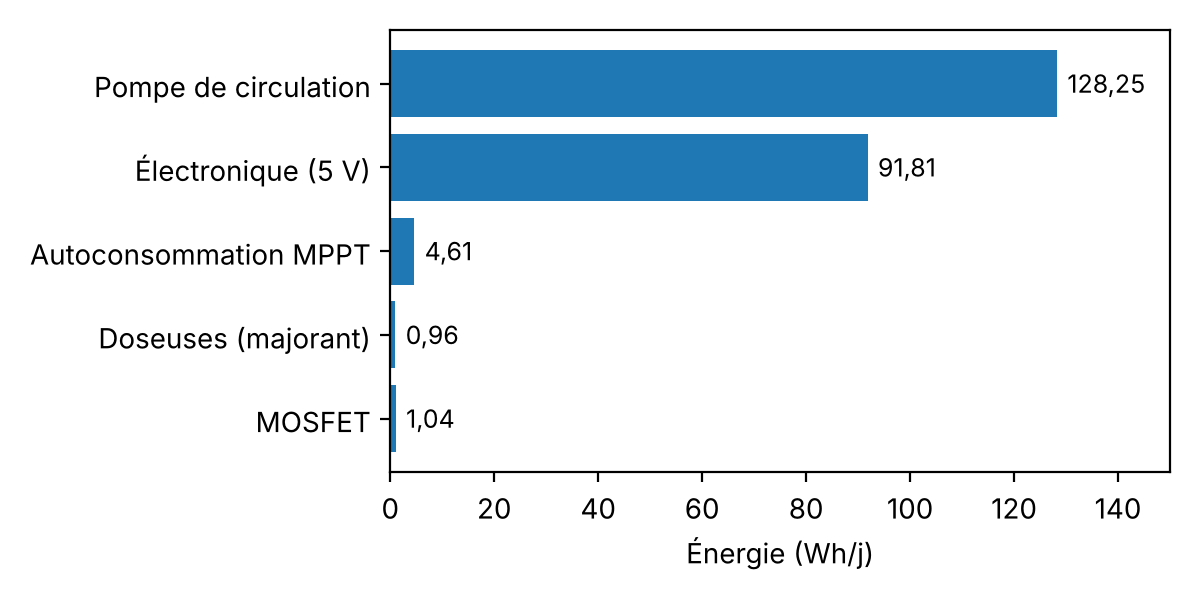 Pompe de circulation 128,25
Électronique (5 V) 91,81
Autoconsommation MPPT 4,61
Doseuses (majorant) 0,96
MOSFET 1,04
0 20 40 60 80 100 120 140
Énergie (Wh/j)